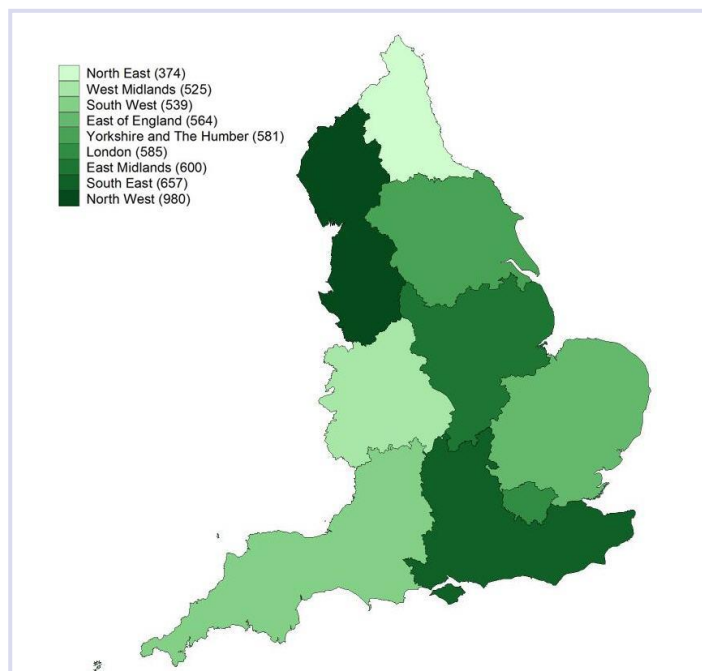 North East (374)
West Midlands (525)
South West (539)
East of England (564)
Yorkshire and The Humber (581)
London (585)
East Midlands (600)
South East (657)
North West (980)